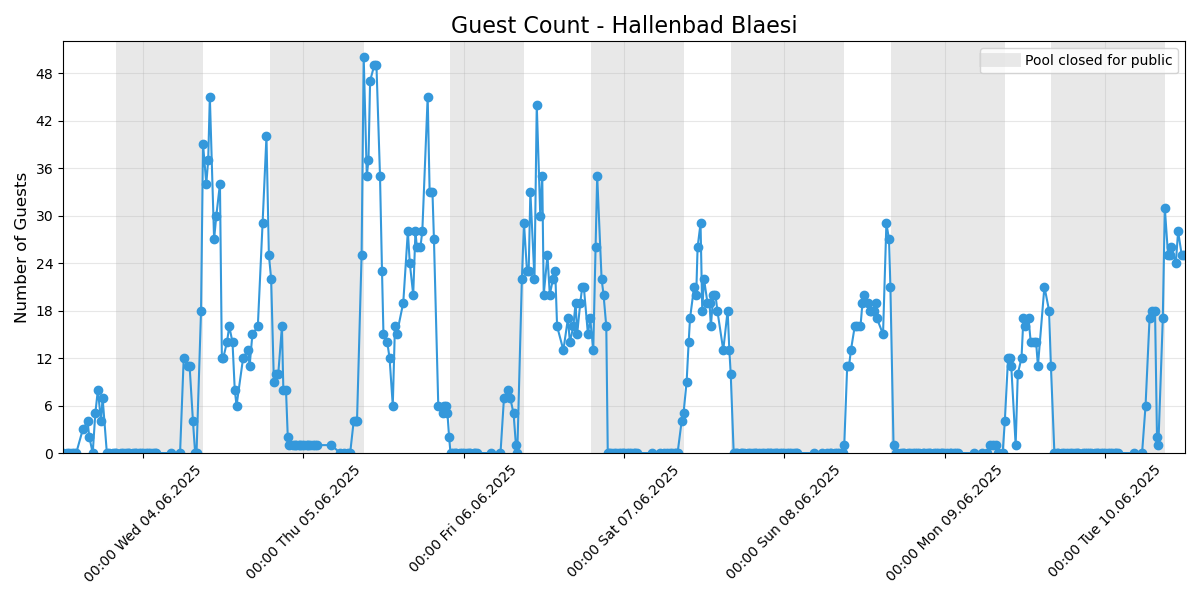 Guest Count - Hallenbad Blaesi
Pool closed for public
Number of Guests
48
42
36
30
24
18
12
6
0
00:00 Wed 04.06.2025
00:00 Thu 05.06.2025
00:00 Fri 06.06.2025
00:00 Sat 07.06.2025
00:00 Sun 08.06.2025
00:00 Mon 09.06.2025
00:00 Tue 10.06.2025